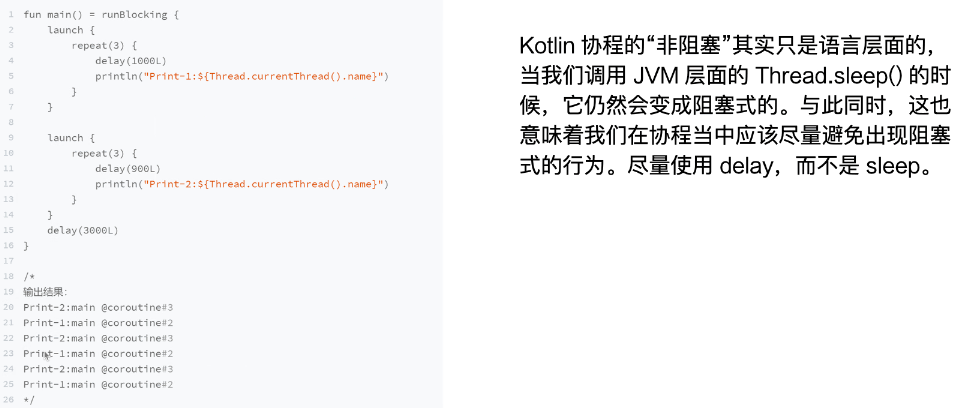 1 fun main() = runBlocking {
2 launch {
3 repeat(3) {
4 delay(1000L)
5 println("Print-1:${Thread.currentThread().name}")
6 }
7 }
8
9 launch {
10 repeat(3) {
11 delay(900L)
12 println("Print-2:${Thread.currentThread().name}")
13 }
14 }
15 delay(3000L)
16 }
17
18 /*
19 输出结果:
20 Print-2:main @coroutine#3
21 Print-1:main @coroutine#2
22 Print-2:main @coroutine#3
23 Print-1:main @coroutine#2
24 Print-2:main @coroutine#3
25 Print-1:main @coroutine#2
26 */
Kotlin 协程的“非阻塞”其实只是语言层面的,
当我们调用 JVM 层面的 Thread.sleep() 的时
候，它仍然会变成阻塞式的。与此同时，这也
意味着我们在协程当中应该尽量避免出现阻塞
式的行为。尽量使用 delay，而不是 sleep。